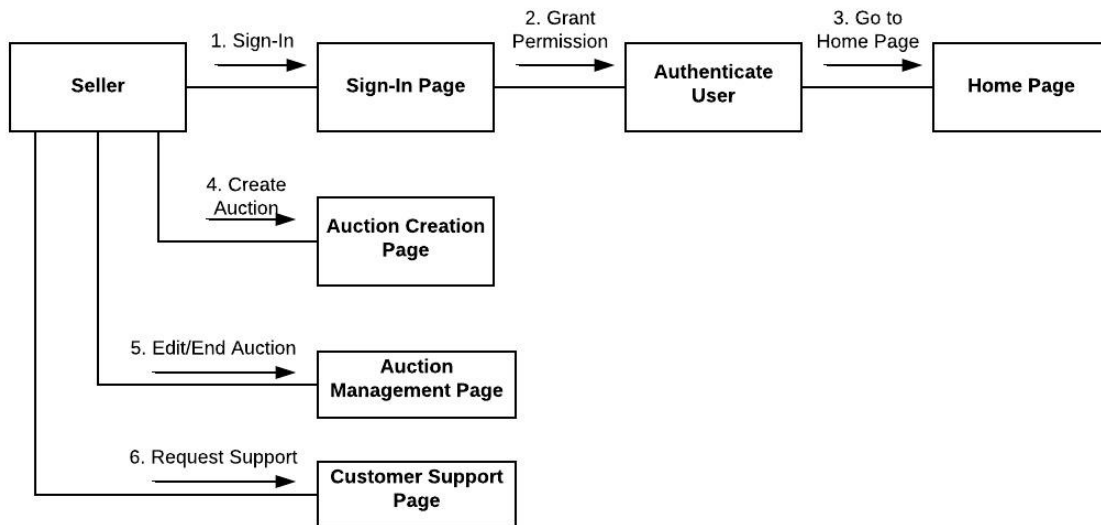 1. Sign-In
2. Grant
Permission
3. Go to
Home Page
Seller
Sign-In Page
Authenticate
User
Home Page
4. Create
Auction
Auction Creation
Page
5. Edit/End Auction
Auction
Management Page
6. Request Support
Customer Support
Page